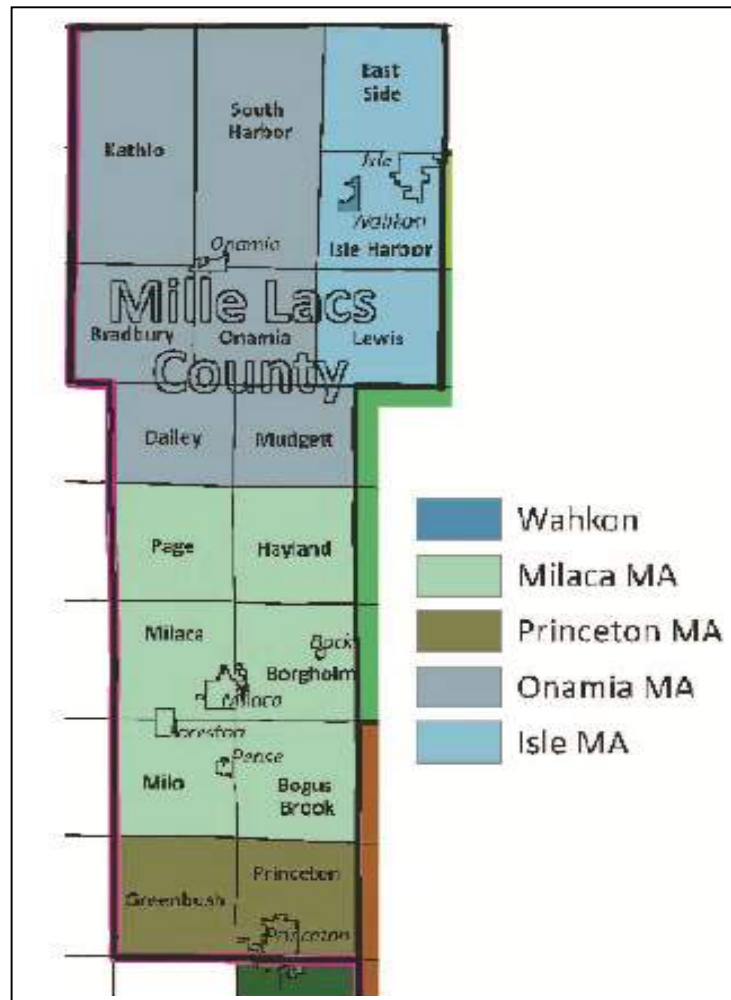 East
Side
South
Harbor
Kathio
Isle
Wahkon
Isle Harbor
Onamia
Mille Lacs
County
Bradbury
Onamia
Lewis
Dailey
Mudgett
Page
Hayland
Milaca
Bock
Borgholm
Milaca
Foreston
Pease
Milo
Bogus
Brook
Princeton
Greenbush
Princeton
Wahkon
Milaca MA
Princeton MA
Onamia MA
Isle MA